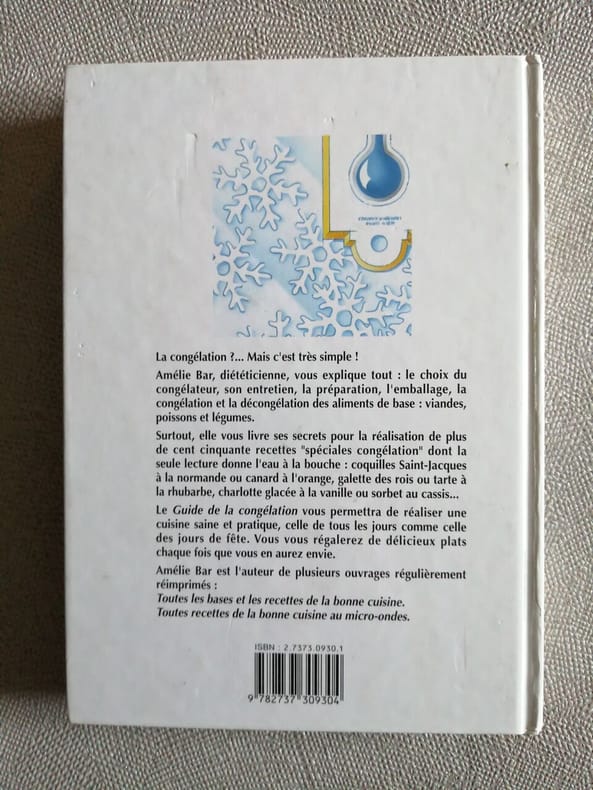 La congélation ?... Mais c'est très simple !
Amélie Bar, diététicienne, vous explique tout : le choix du
congélateur, son entretien, la préparation, l'emballage, la
congélation et la décongélation des aliments de base : viandes,
poissons et légumes.
Surtout, elle vous livre ses secrets pour la réalisation de plus
de cent cinquante recettes "spéciales congélation" dont la
seule lecture donne l'eau à la bouche : coquilles Saint-Jacques
à la normande ou canard à l'orange, galette des rois ou tarte à
la rhubarbe, charlotte glacée à la vanille ou sorbet au cassis...
Le Guide de la congélation vous permettra de réaliser une
cuisine saine et pratique, celle de tous les jours comme celle
des jours de fête. Vous vous régalerez de délicieux plats
chaque fois que vous en aurez envie.
Amélie Bar est l'auteur de plusieurs ouvrages régulièrement
réimprimés :
Toutes les bases et les recettes de la bonne cuisine.
Toutes recettes de la bonne cuisine au micro-ondes.
ISBN : 2.7373.0930.1
9 782737 309304